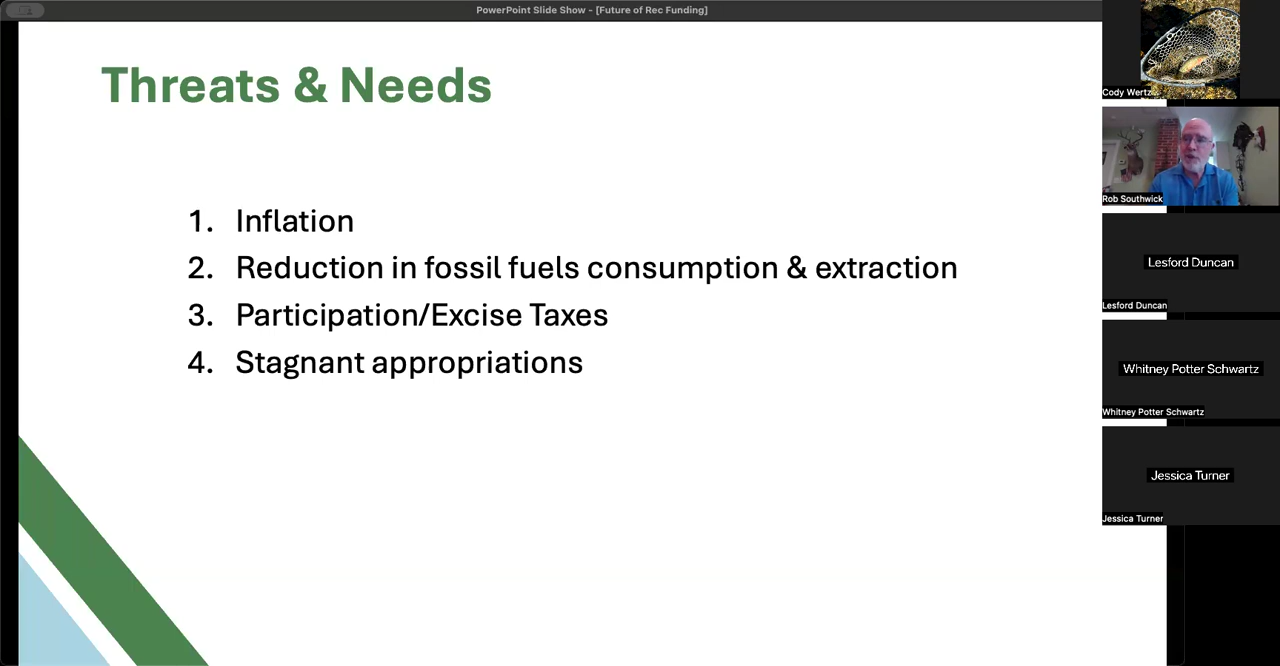 PowerPoint Slide Show - [Future of Rec Funding]
Threats & Needs
1. Inflation
2. Reduction in fossil fuels consumption & extraction
3. Participation/Excise Taxes
4. Stagnant appropriations
Cody Wertz
Rob Southwick
Lesford Duncan
Lesford Duncan
Whitney Potter Schwartz
Whitney Potter Schwartz
Jessica Turner
Jessica Turner